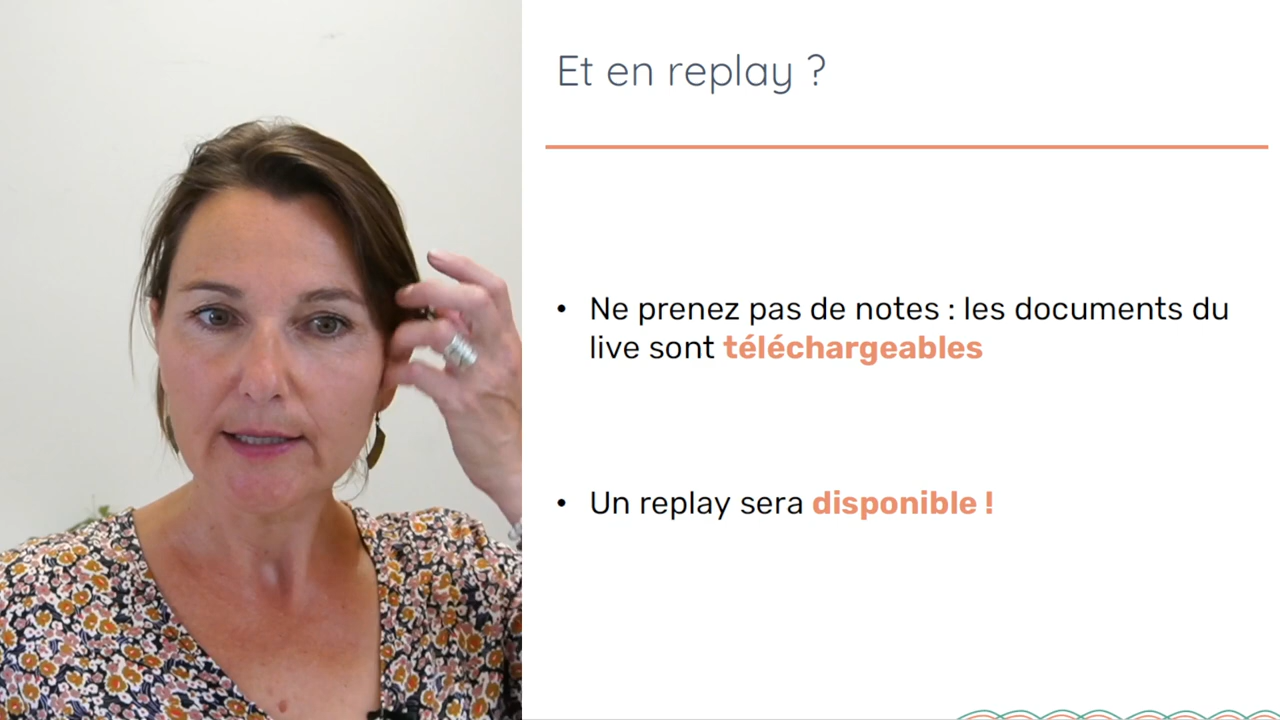 Et en replay ?
• Ne prenez pas de notes : les documents du
live sont téléchargeables
• Un replay sera disponible !